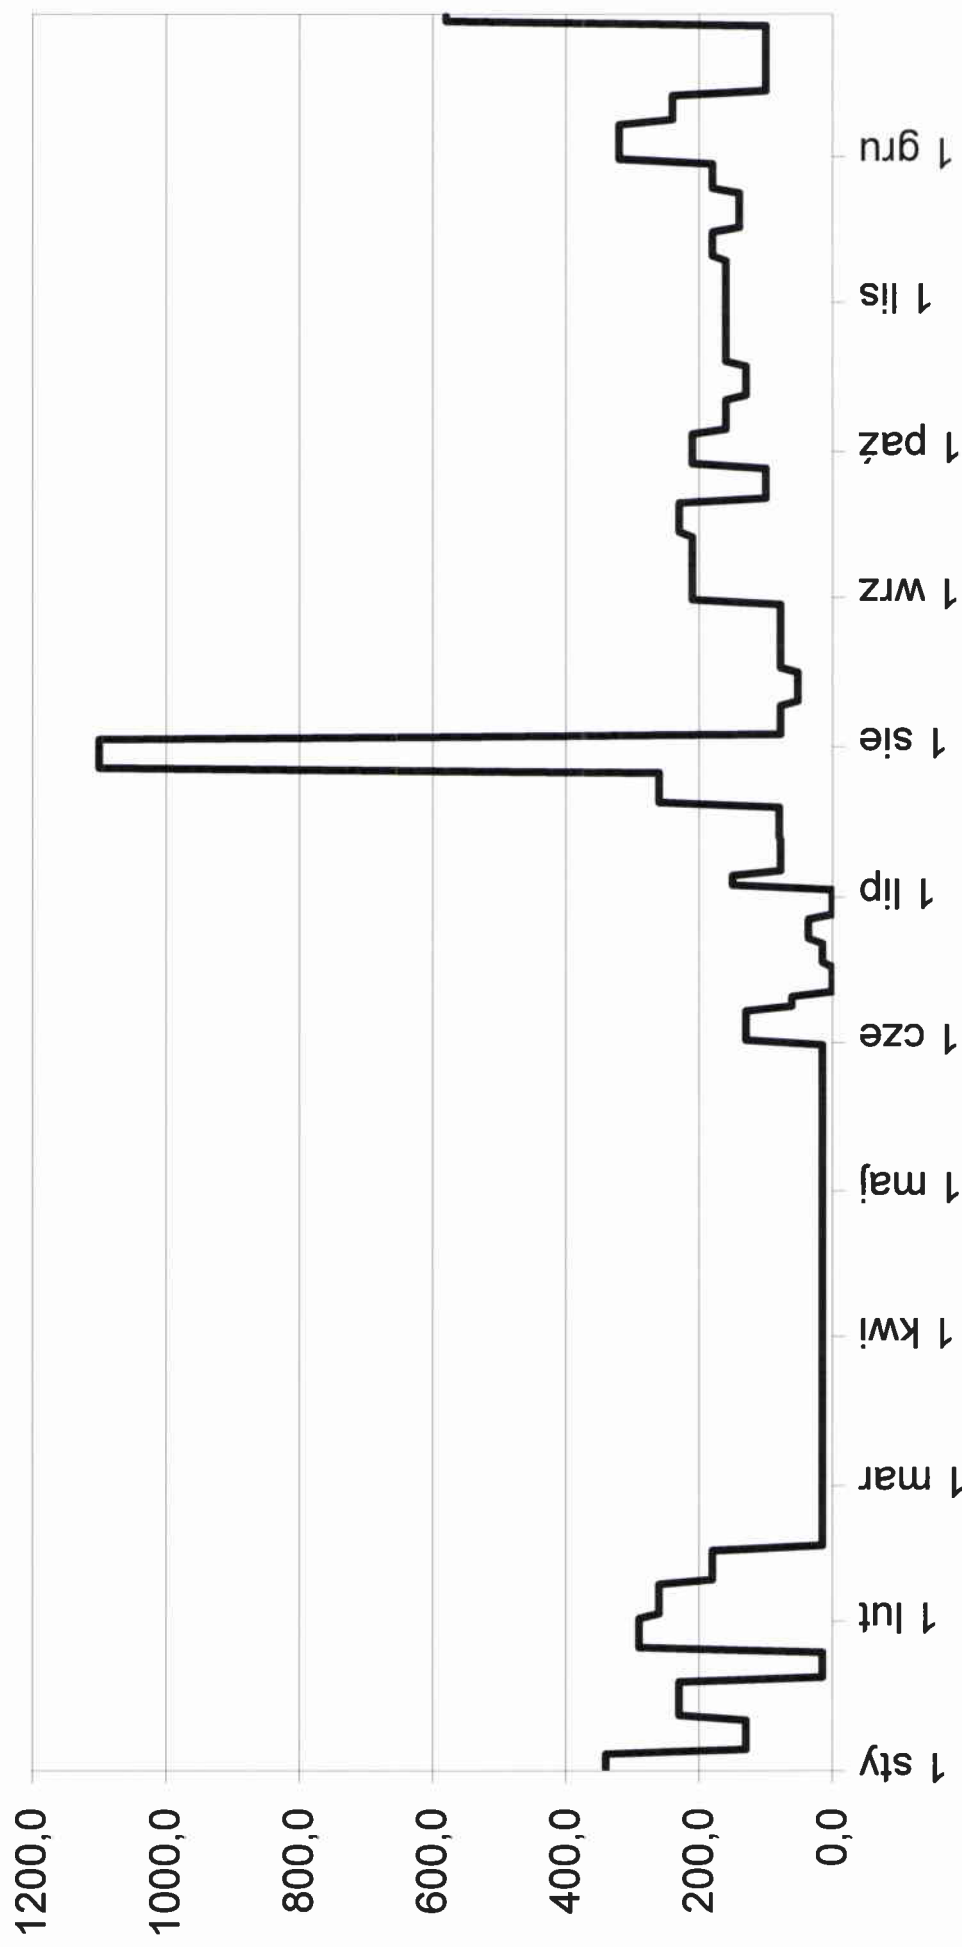 1200,0
1000,0
800,0
600,0
400,0
200,0
0,0
1 sty
1 lut
1 mar
1 kwi
1 maj
1 cze
1 lip
1 sie
1 wrz
1 paź
1 lis
1 gru